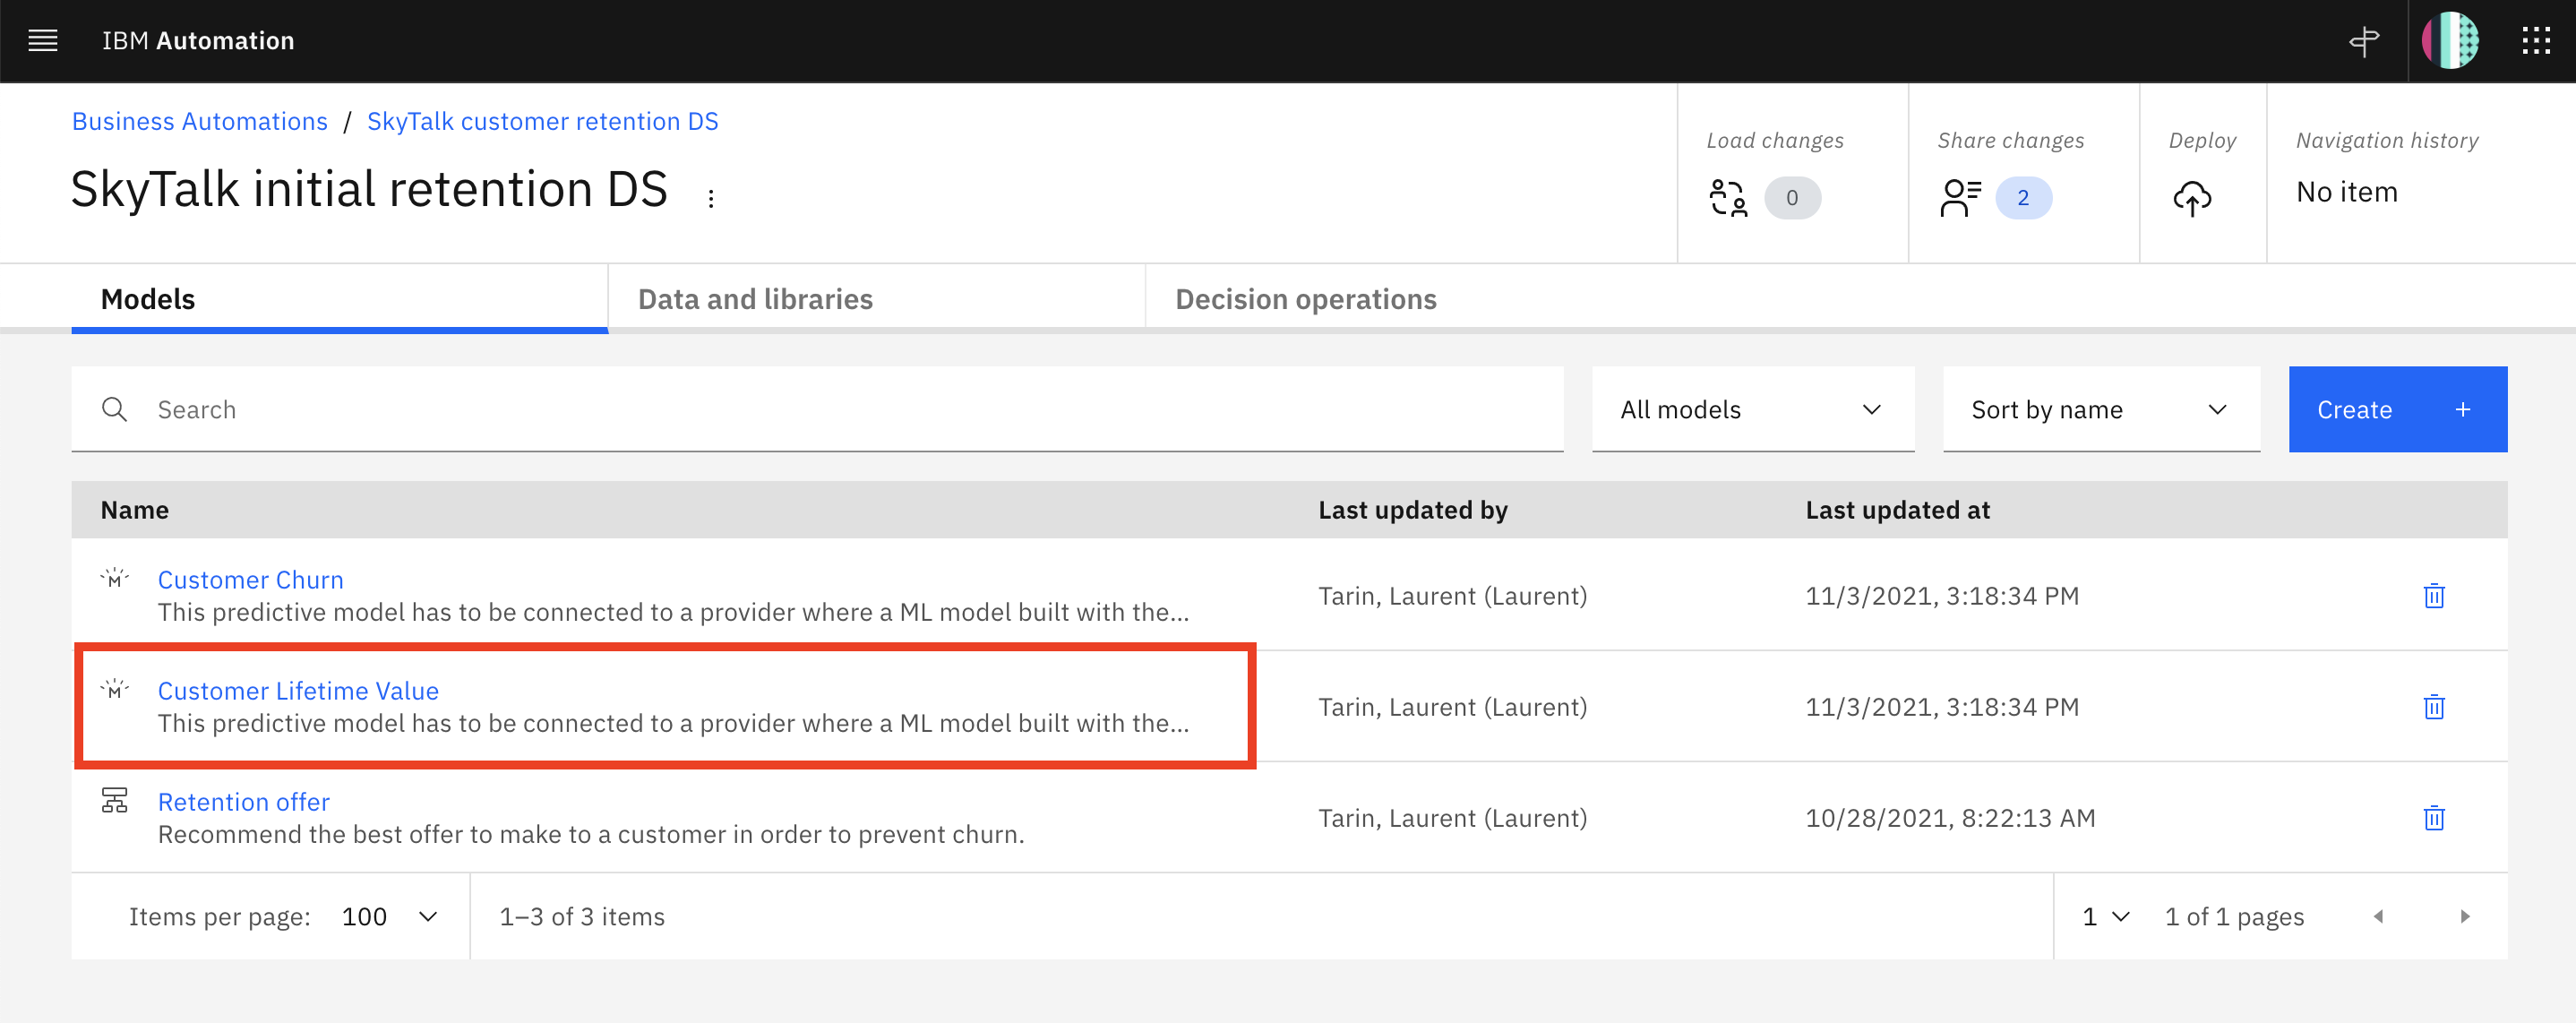 IBM Automation
Business Automations / SkyTalk customer retention DS
SkyTalk initial retention DS
Load changes
0
Share changes
2
Deploy
Navigation history
No item
Models
Data and libraries
Decision operations
Search
All models
Sort by name
Create +
Name
Last updated by
Last updated at
M
Customer Churn
This predictive model has to be connected to a provider where a ML model built with the...
Tarin, Laurent (Laurent)
11/3/2021, 3:18:34 PM
M
Customer Lifetime Value
This predictive model has to be connected to a provider where a ML model built with the...
Tarin, Laurent (Laurent)
11/3/2021, 3:18:34 PM
Retention offer
Recommend the best offer to make to a customer in order to prevent churn.
Tarin, Laurent (Laurent)
10/28/2021, 8:22:13 AM
Items per page: 100
1–3 of 3 items
1
1 of 1 pages